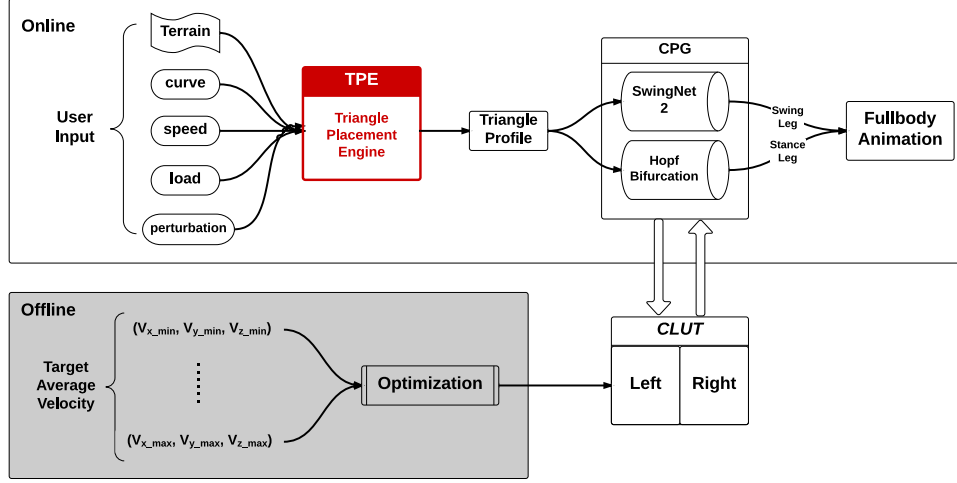 Online
User
Input
Terrain
curve
speed
load
perturbation
TPE
Triangle
Placement
Engine
Triangle
Profile
CPG
SwingNet
2
Hopf
Bifurcation
Swing
Leg
Stance
Leg
Fullbody
Animation
Offline
Target
Average
Velocity
(Vx_min, Vy_min, Vz_min)
(Vx_max, Vy_max, Vz_max)
Optimization
CLUT
Left
Right